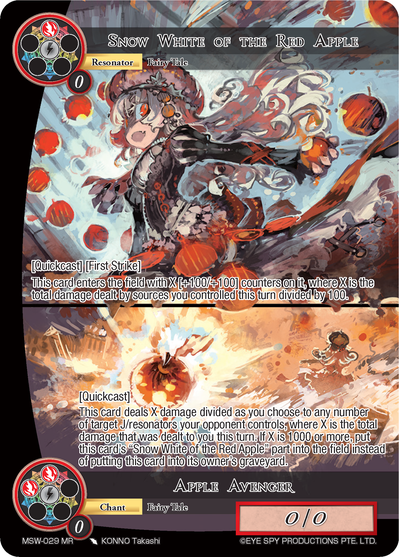 Snow White of the Red Apple
Resonator
Fairy Tale
0
[Quickcast] [First Strike]
This card enters the field with X [+100/+100] counters on it, where X is the
total damage dealt by sources you controlled this turn divided by 100.
[Quickcast]
This card deals X damage divided as you choose to any number
of target J/resonators your opponent controls, where X is the total
damage that was dealt to you this turn. If X is 1000 or more, put
this card's "Snow White of the Red Apple" part into the field instead
of putting this card into its owner's graveyard.
Apple Avenger
0
Chant
Fairy Tale
0/0
MSW-029 MR KONNO Takashi
©EYE SPY PRODUCTIONS PTE. LTD.